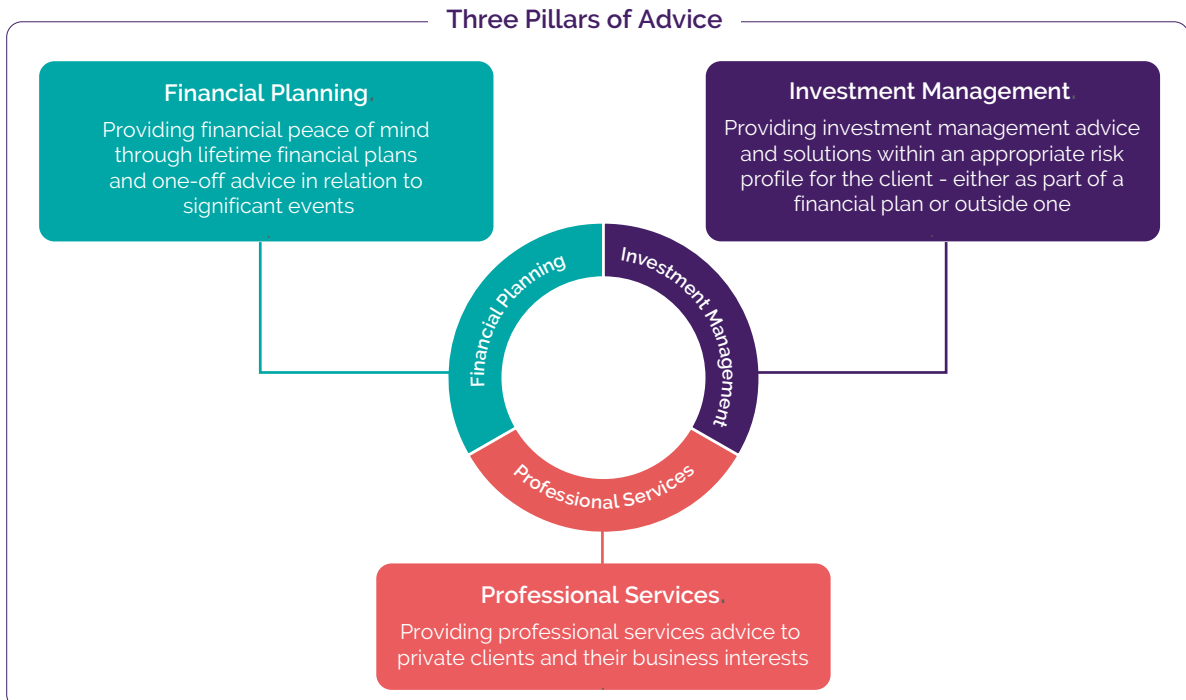 Three Pillars of Advice
Financial Planning.
Providing financial peace of mind
through lifetime financial plans
and one-off advice in relation to
significant events
Investment Management.
Providing investment management advice
and solutions within an appropriate risk
profile for the client - either as part of a
financial plan or outside one
Financial Planning
Investment Management
Professional Services
Professional Services.
Providing professional services advice to
private clients and their business interests